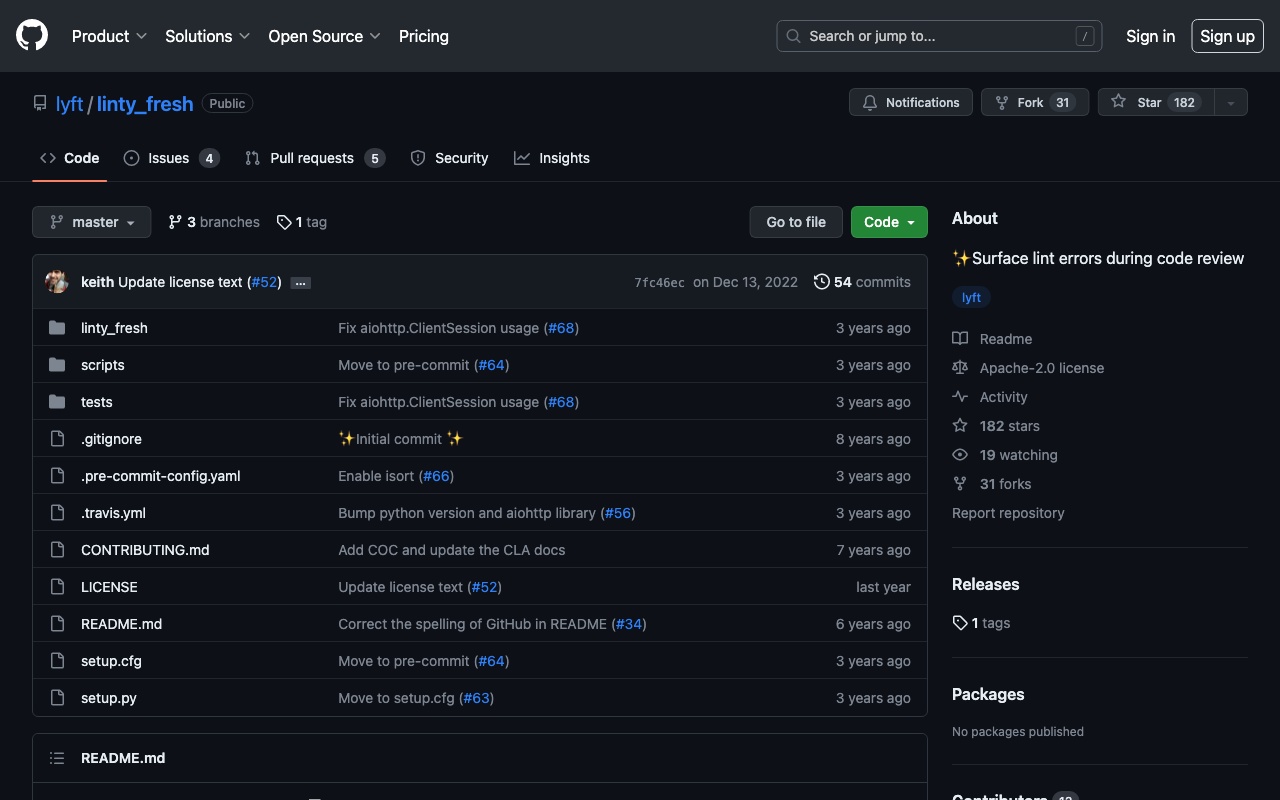 Product Solutions Open Source Pricing Search or jump to... / Sign in Sign up
lyft / linty_fresh Public Notifications Fork 31 Star 182
Code Issues 4 Pull requests 5 Security Insights
master 3 branches 1 tag Go to file Code
keith Update license text (#52) ... 7fc46ec on Dec 13, 2022 54 commits
linty_fresh Fix aiohttp.ClientSession usage (#68) 3 years ago
scripts Move to pre-commit (#64) 3 years ago
tests Fix aiohttp.ClientSession usage (#68) 3 years ago
.gitignore ✨Initial commit ✨ 8 years ago
.pre-commit-config.yaml Enable isort (#66) 3 years ago
.travis.yml Bump python version and aiohttp library (#56) 3 years ago
CONTRIBUTING.md Add COC and update the CLA docs 7 years ago
LICENSE Update license text (#52) last year
README.md Correct the spelling of GitHub in README (#34) 6 years ago
setup.cfg Move to pre-commit (#64) 3 years ago
setup.py Move to setup.cfg (#63) 3 years ago
README.md
About
✨Surface lint errors during code review
lyft
Readme
Apache-2.0 license
Activity
182 stars
19 watching
31 forks
Report repository
Releases
1 tags
Packages
No packages published
Contributors 12